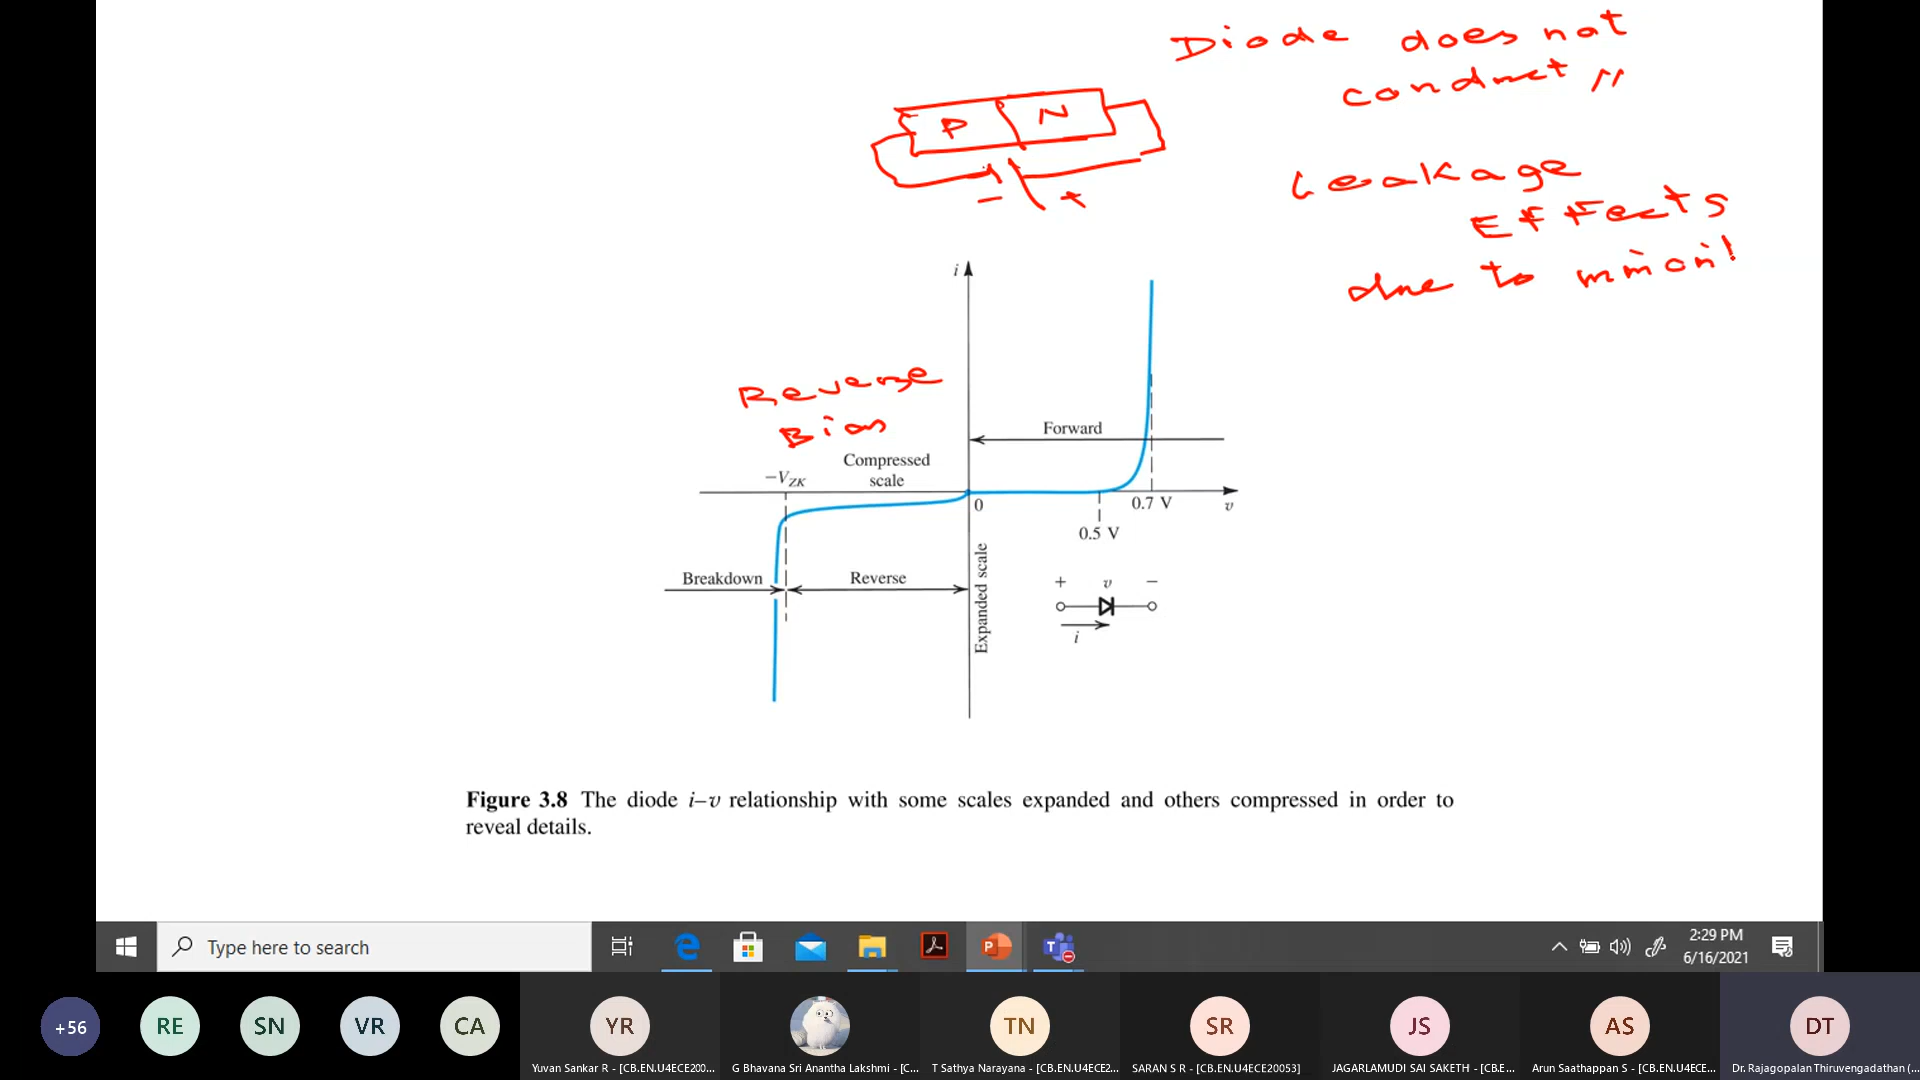 Diode does not
conduct //
P N
Leakage
Effects
- +
due to
i
Reverse
Bias
Forward
Compressed
scale
−VZK
0
0.7 V
v
0.5 V
Expanded scale
Breakdown
Reverse
+ v −
i
Figure 3.8 The diode i–v relationship with some scales expanded and others compressed in order to
reveal details.
Type here to search
2:29 PM
6/16/2021
+56
RE
SN
VR
CA
YR
TN
SR
JS
AS
DT
Yuvan Sankar R - [CB.EN.U4ECE200...
G Bhavana Sri Anantha Lakshmi - [C...
T Sathya Narayana - [CB.EN.U4ECE2...
SARAN S R - [CB.EN.U4ECE20053]
JAGARLAMUDI SAI SAKETH - [CB.E...
Arun Saathappan S - [CB.EN.U4ECE...
Dr. Rajagopalan Thiruvengadathan (...